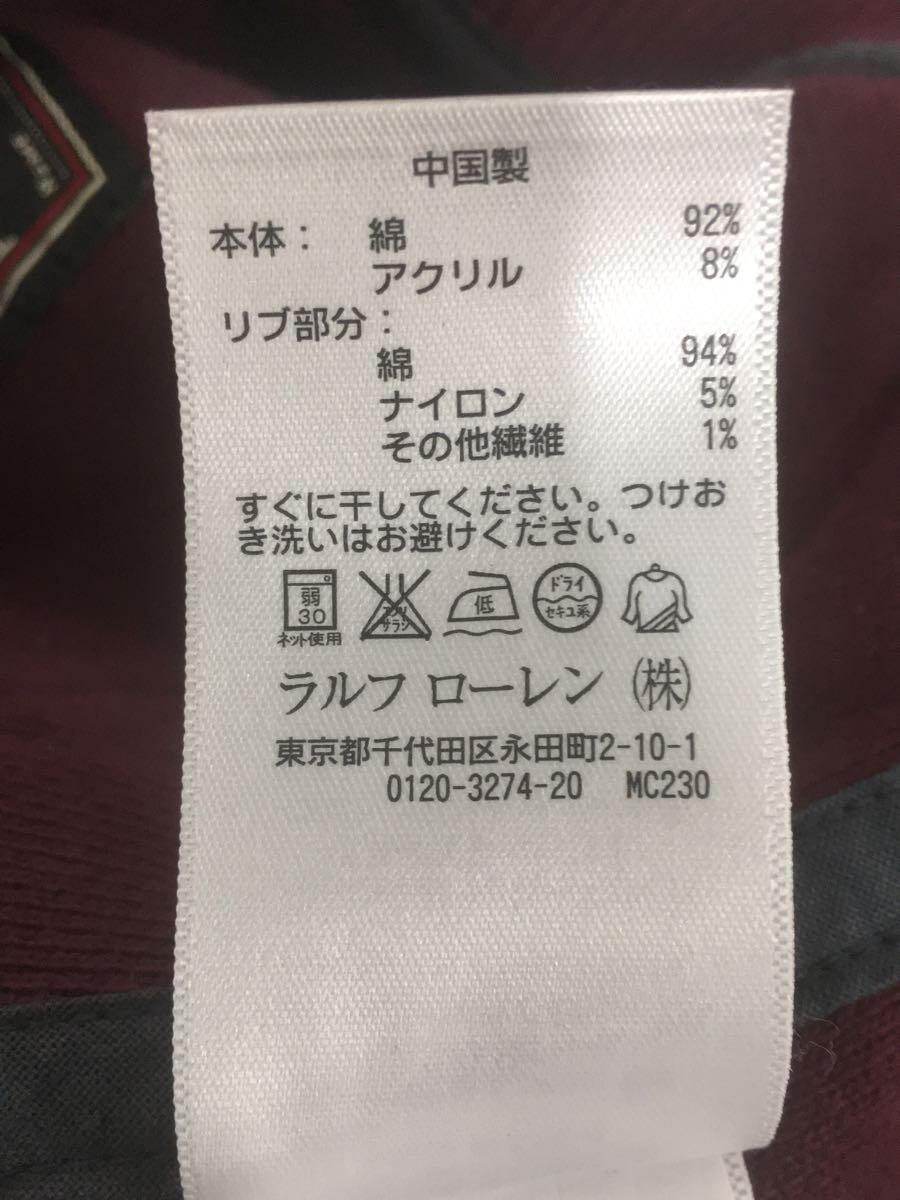 中国製
本体： 綿 92%
アクリル 8%
リブ部分：
綿 94%
ナイロン 5%
その他繊維 1%
すぐに干してください。つけお
き洗いはお避けください。
弱 30 低 ドライ セキユ系
サラシ
ネット使用
ラルフ ローレン ㈱
東京都千代田区永田町2-10-1
0120-3274-20 MC230